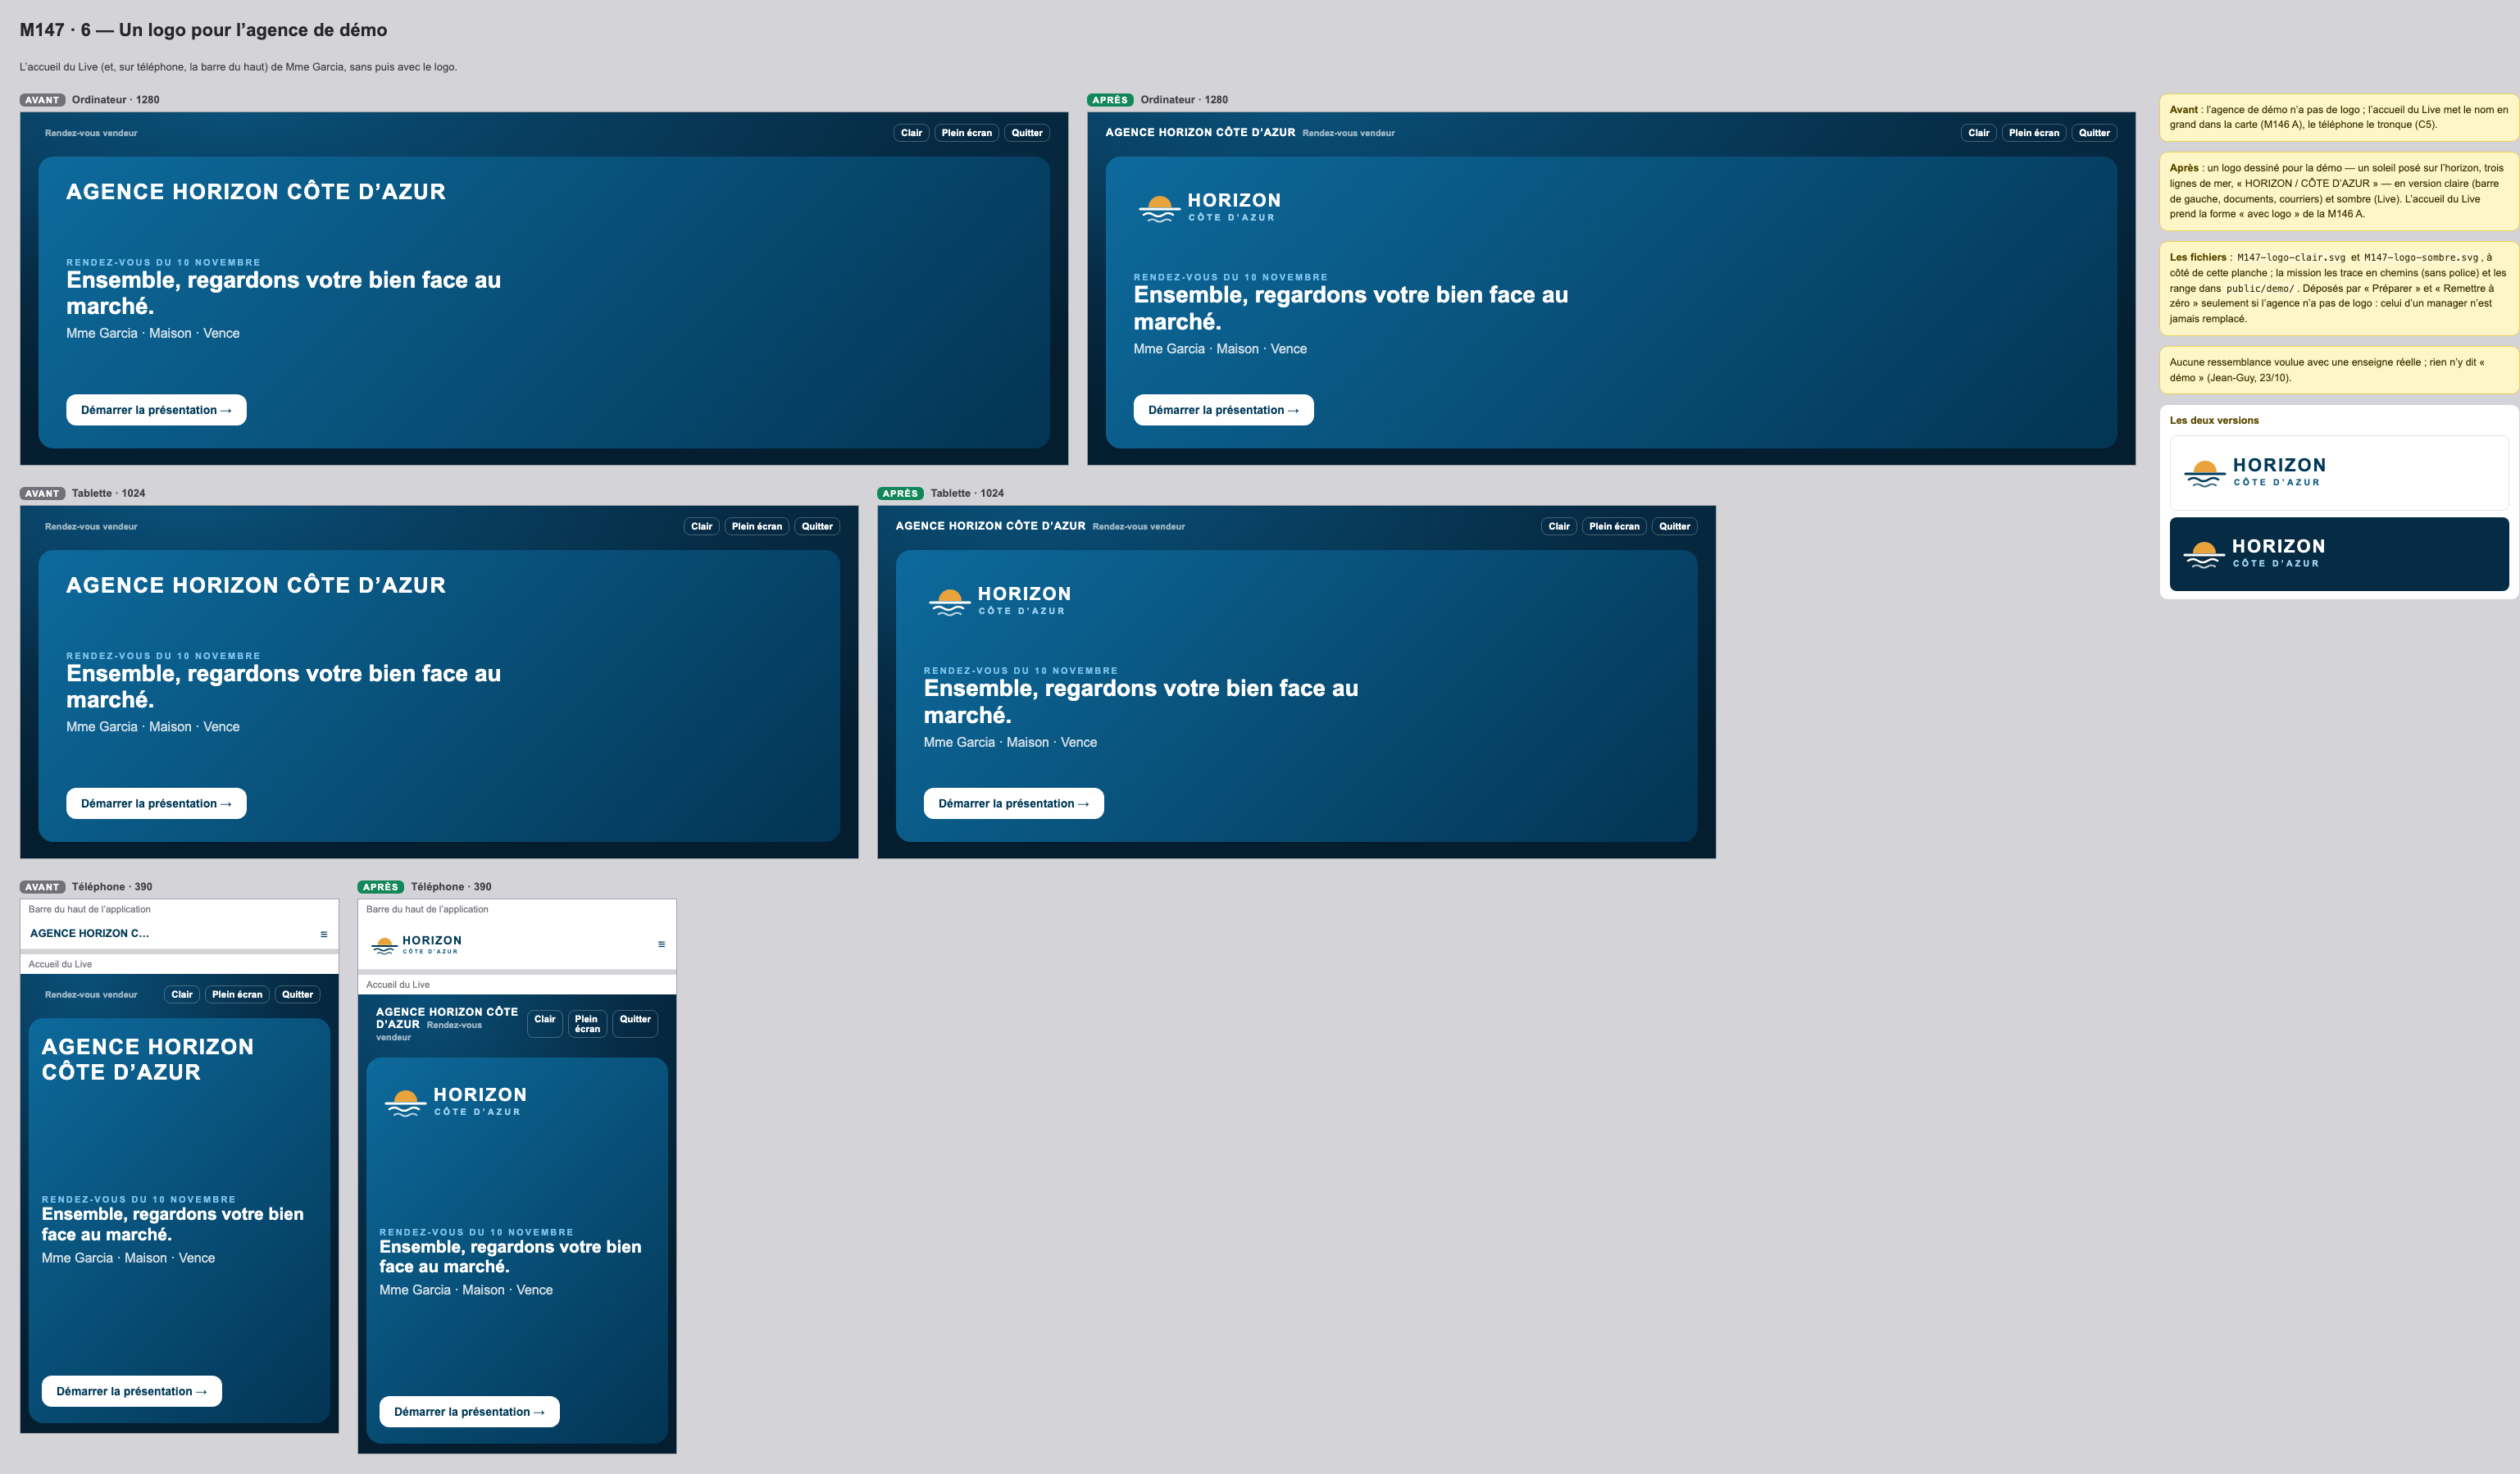 M147 · 6 — Un logo pour l’agence de démo
L’accueil du Live (et, sur téléphone, la barre du haut) de Mme Garcia, sans puis avec le logo.
AVANT Ordinateur · 1280
Rendez-vous vendeur
Clair
Plein écran
Quitter
AGENCE HORIZON CÔTE D’AZUR
RENDEZ-VOUS DU 10 NOVEMBRE
Ensemble, regardons votre bien face au
marché.
Mme Garcia · Maison · Vence
Démarrer la présentation →
APRÈS Ordinateur · 1280
AGENCE HORIZON CÔTE D’AZUR Rendez-vous vendeur
Clair
Plein écran
Quitter
HORIZON
CÔTE D’AZUR
RENDEZ-VOUS DU 10 NOVEMBRE
Ensemble, regardons votre bien face au
marché.
Mme Garcia · Maison · Vence
Démarrer la présentation →
Avant : l’agence de démo n’a pas de logo ; l’accueil du Live met le nom en
grand dans la carte (M146 A), le téléphone le tronque (C5).
Après : un logo dessiné pour la démo — un soleil posé sur l’horizon, trois
lignes de mer, « HORIZON / CÔTE D’AZUR » — en version claire (barre
de gauche, documents, courriers) et sombre (Live). L’accueil du Live
prend la forme « avec logo » de la M146 A.
Les fichiers : M147-logo-clair.svg et M147-logo-sombre.svg , à
côté de cette planche ; la mission les trace en chemins (sans police) et les
range dans public/demo/ . Déposés par « Préparer » et « Remettre à
zéro » seulement si l’agence n’a pas de logo : celui d’un manager n’est
jamais remplacé.
Aucune ressemblance voulue avec une enseigne réelle ; rien n’y dit «
démo » (Jean-Guy, 23/10).
Les deux versions
HORIZON
CÔTE D’AZUR
HORIZON
CÔTE D’AZUR
AVANT Tablette · 1024
Rendez-vous vendeur
Clair
Plein écran
Quitter
AGENCE HORIZON CÔTE D’AZUR
RENDEZ-VOUS DU 10 NOVEMBRE
Ensemble, regardons votre bien face au
marché.
Mme Garcia · Maison · Vence
Démarrer la présentation →
APRÈS Tablette · 1024
AGENCE HORIZON CÔTE D’AZUR Rendez-vous vendeur
Clair
Plein écran
Quitter
HORIZON
CÔTE D’AZUR
RENDEZ-VOUS DU 10 NOVEMBRE
Ensemble, regardons votre bien face au
marché.
Mme Garcia · Maison · Vence
Démarrer la présentation →
AVANT Téléphone · 390
Barre du haut de l’application
AGENCE HORIZON C… ≡
Accueil du Live
Rendez-vous vendeur
Clair
Plein écran
Quitter
AGENCE HORIZON
CÔTE D’AZUR
RENDEZ-VOUS DU 10 NOVEMBRE
Ensemble, regardons votre bien
face au marché.
Mme Garcia · Maison · Vence
Démarrer la présentation →
APRÈS Téléphone · 390
Barre du haut de l’application
HORIZON
CÔTE D’AZUR
≡
Accueil du Live
AGENCE HORIZON CÔTE
D’AZUR Rendez-vous
vendeur
Clair
Plein
écran
Quitter
HORIZON
CÔTE D’AZUR
RENDEZ-VOUS DU 10 NOVEMBRE
Ensemble, regardons votre bien
face au marché.
Mme Garcia · Maison · Vence
Démarrer la présentation →